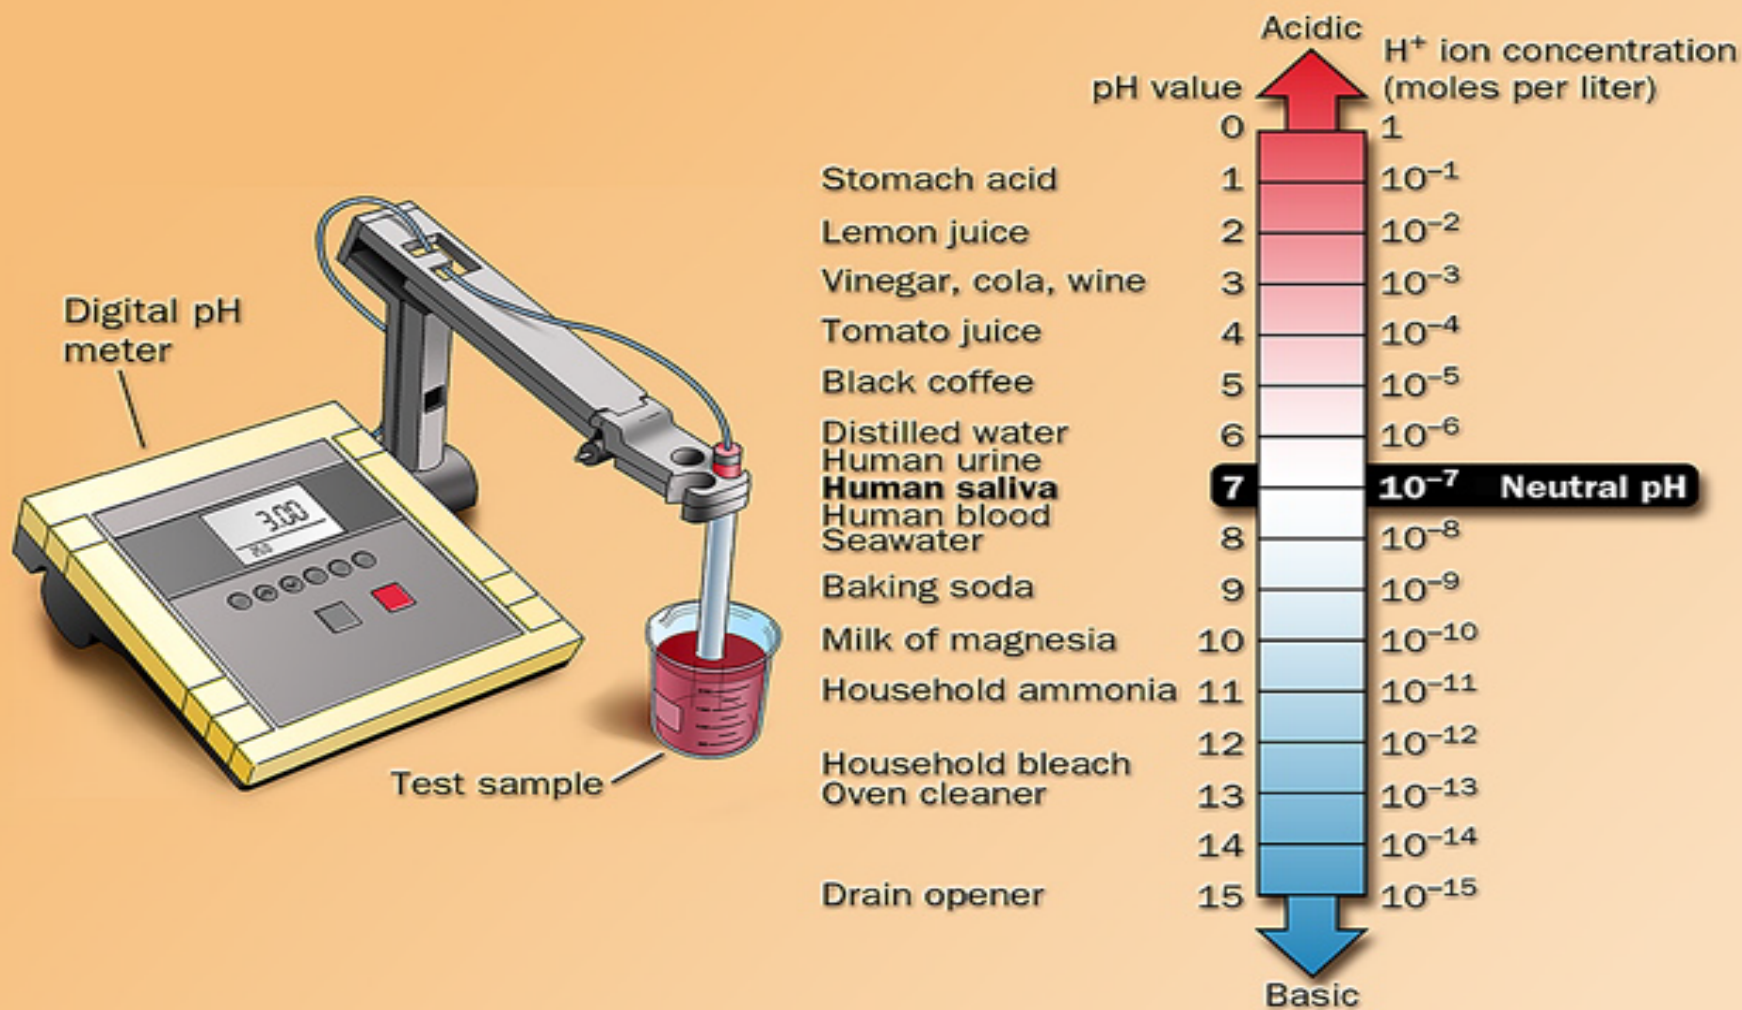 Acidic
H⁺ ion concentration
pH value (moles per liter)
0 1
Stomach acid 1 10⁻¹
Lemon juice 2 10⁻²
Vinegar, cola, wine 3 10⁻³
Digital pH
meter
Tomato juice 4 10⁻⁴
Black coffee 5 10⁻⁵
Distilled water 6 10⁻⁶
Human urine
Human saliva 7 10⁻⁷ Neutral pH
Human blood
Seawater 8 10⁻⁸
3.00
Baking soda 9 10⁻⁹
Milk of magnesia 10 10⁻¹⁰
Household ammonia 11 10⁻¹¹
12 10⁻¹²
Household bleach
Oven cleaner 13 10⁻¹³
Test sample
14 10⁻¹⁴
Drain opener 15 10⁻¹⁵
Basic